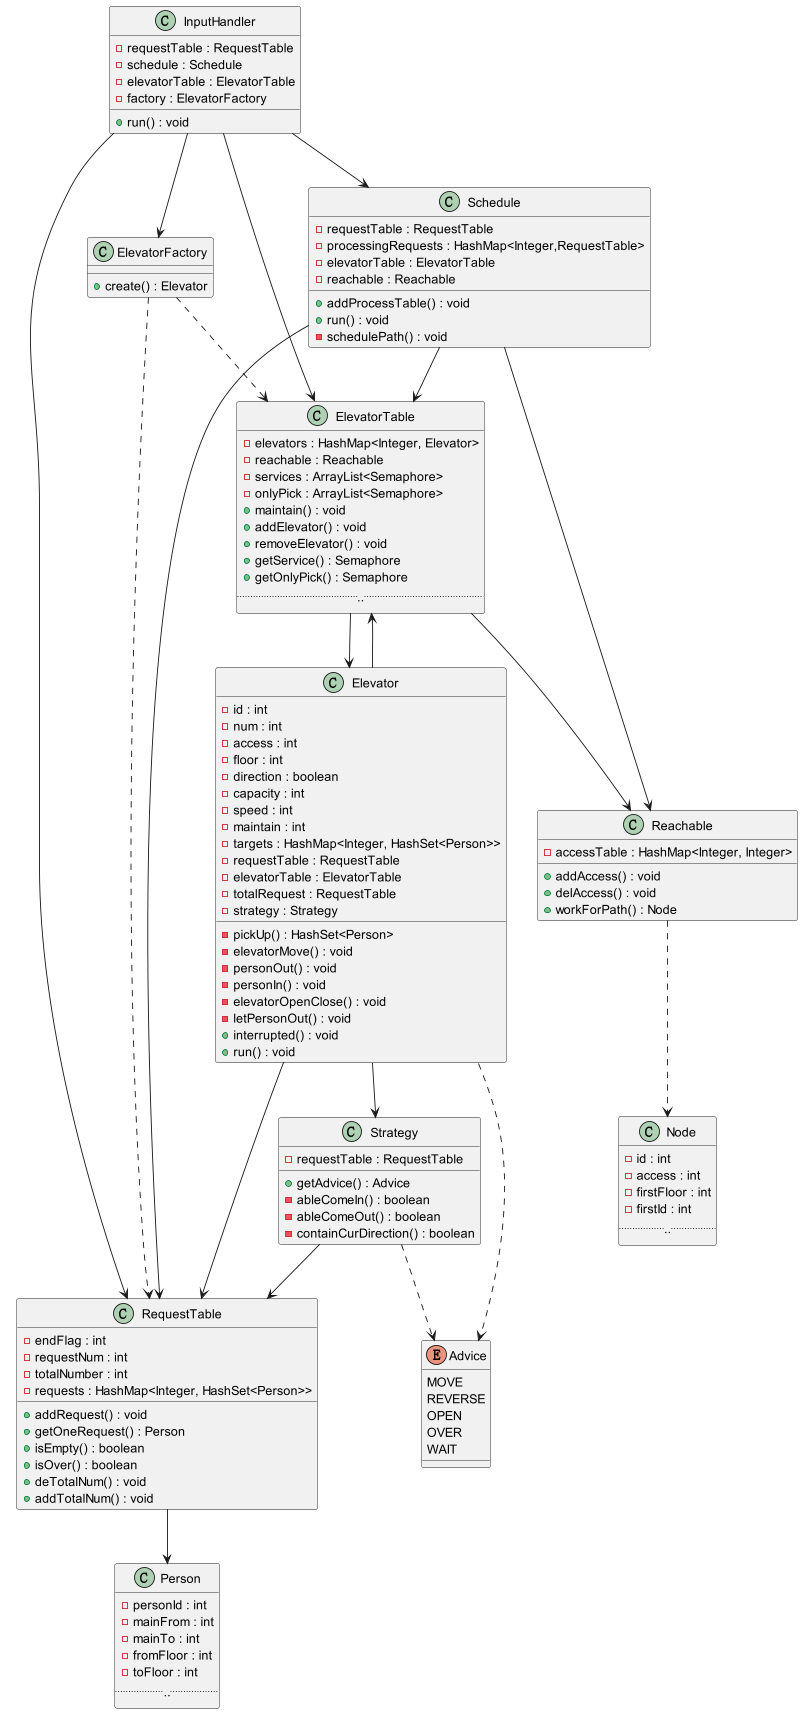 C InputHandler
requestTable : RequestTable
schedule : Schedule
elevatorTable : ElevatorTable
factory : ElevatorFactory
run() : void
C Schedule
requestTable : RequestTable
processingRequests : HashMap<Integer,RequestTable>
elevatorTable : ElevatorTable
reachable : Reachable
addProcessTable() : void
run() : void
schedulePath() : void
C ElevatorFactory
create() : Elevator
C ElevatorTable
elevators : HashMap<Integer, Elevator>
reachable : Reachable
services : ArrayList<Semaphore>
onlyPick : ArrayList<Semaphore>
maintain() : void
addElevator() : void
removeElevator() : void
getService() : Semaphore
getOnlyPick() : Semaphore
..
C Elevator
id : int
num : int
access : int
floor : int
direction : boolean
capacity : int
speed : int
maintain : int
targets : HashMap<Integer, HashSet<Person>>
requestTable : RequestTable
elevatorTable : ElevatorTable
totalRequest : RequestTable
strategy : Strategy
pickUp() : HashSet<Person>
elevatorMove() : void
personOut() : void
personIn() : void
elevatorOpenClose() : void
letPersonOut() : void
interrupted() : void
run() : void
C Reachable
accessTable : HashMap<Integer, Integer>
addAccess() : void
delAccess() : void
workForPath() : Node
C Strategy
requestTable : RequestTable
getAdvice() : Advice
ableComeIn() : boolean
ableComeOut() : boolean
containCurDirection() : boolean
C Node
id : int
access : int
firstFloor : int
firstId : int
..
C RequestTable
endFlag : int
requestNum : int
totalNumber : int
requests : HashMap<Integer, HashSet<Person>>
addRequest() : void
getOneRequest() : Person
isEmpty() : boolean
isOver() : boolean
deTotalNum() : void
addTotalNum() : void
E Advice
MOVE
REVERSE
OPEN
OVER
WAIT
C Person
personId : int
mainFrom : int
mainTo : int
fromFloor : int
toFloor : int
..